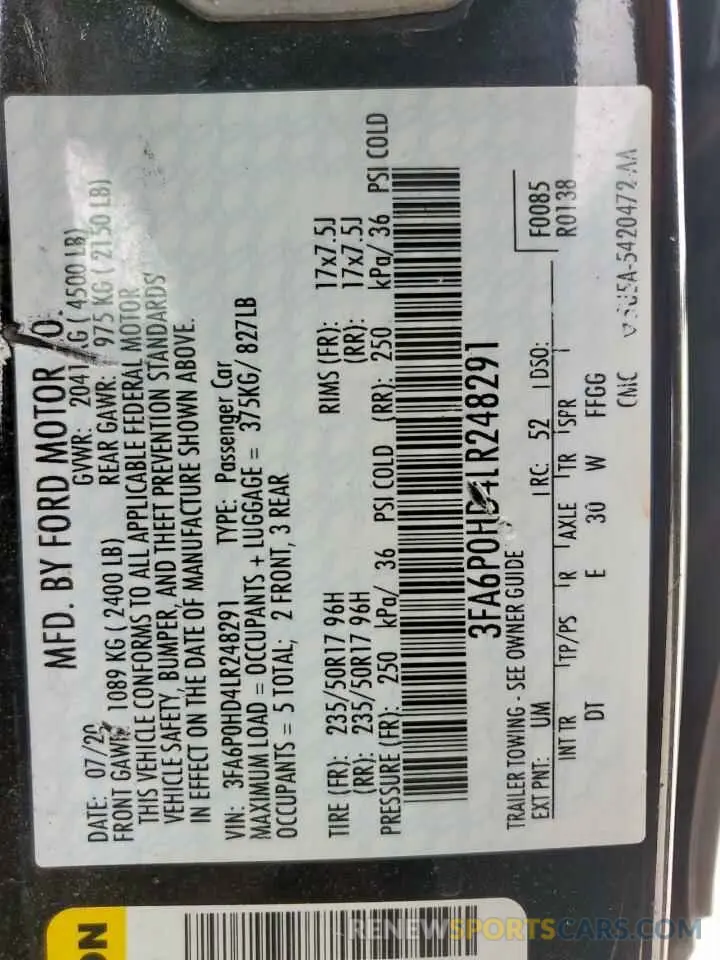 MFD. BY FORD MOTOR O.
DATE: 07/20 GVWR: 2041 KG ( 4500 LB)
FRONT GAWR: 1089 KG ( 2400 LB) REAR GAWR: 975 KG ( 2150 LB)
THIS VEHICLE CONFORMS TO ALL APPLICABLE FEDERAL MOTOR
VEHICLE SAFETY, BUMPER, AND THEFT PREVENTION STANDARDS
IN EFFECT ON THE DATE OF MANUFACTURE SHOWN ABOVE.
VIN: 3FA6P0HD4LR248291 TYPE: Passenger Car
MAXIMUM LOAD = OCCUPANTS + LUGGAGE = 375KG/ 827LB
OCCUPANTS = 5 TOTAL; 2 FRONT, 3 REAR
TIRE (FR): 235/50R17 96H RIMS (FR): 17x7.5J
(RR): 235/50R17 96H (RR): 17x7.5J
PRESSURE (FR): 250 kPa/ 36 PSI COLD (RR): 250 kPa/ 36 PSI COLD
3FA6P0HD4LR248291
TRAILER TOWING - SEE OWNER GUIDE
F0085
EXT PNT: UM RC: 52 DSO: R0138
INT TR TP/PS R AXLE TR SPR
DT E 30 W FFGG
CMC 5A-5420472-AA
ON
RENEWSPORTSCARS.COM